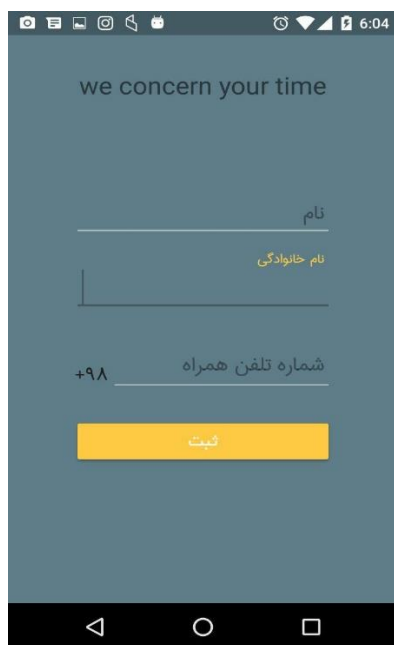 6:04
we concern your time
نام
نام خانوادگی
شماره تلفن همراه
+۹۸
ثبت